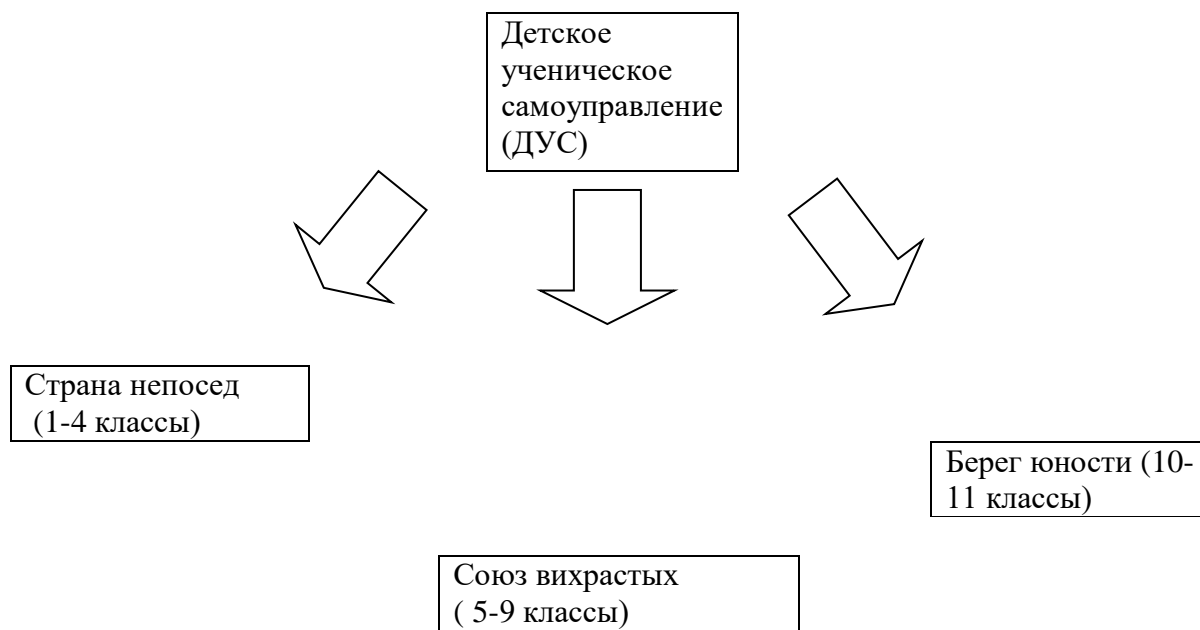 Детское
ученическое
самоуправление
(ДУС)
Страна непосед
(1-4 классы)
Берег юности (10-
11 классы)
Союз вихрастых
( 5-9 классы)